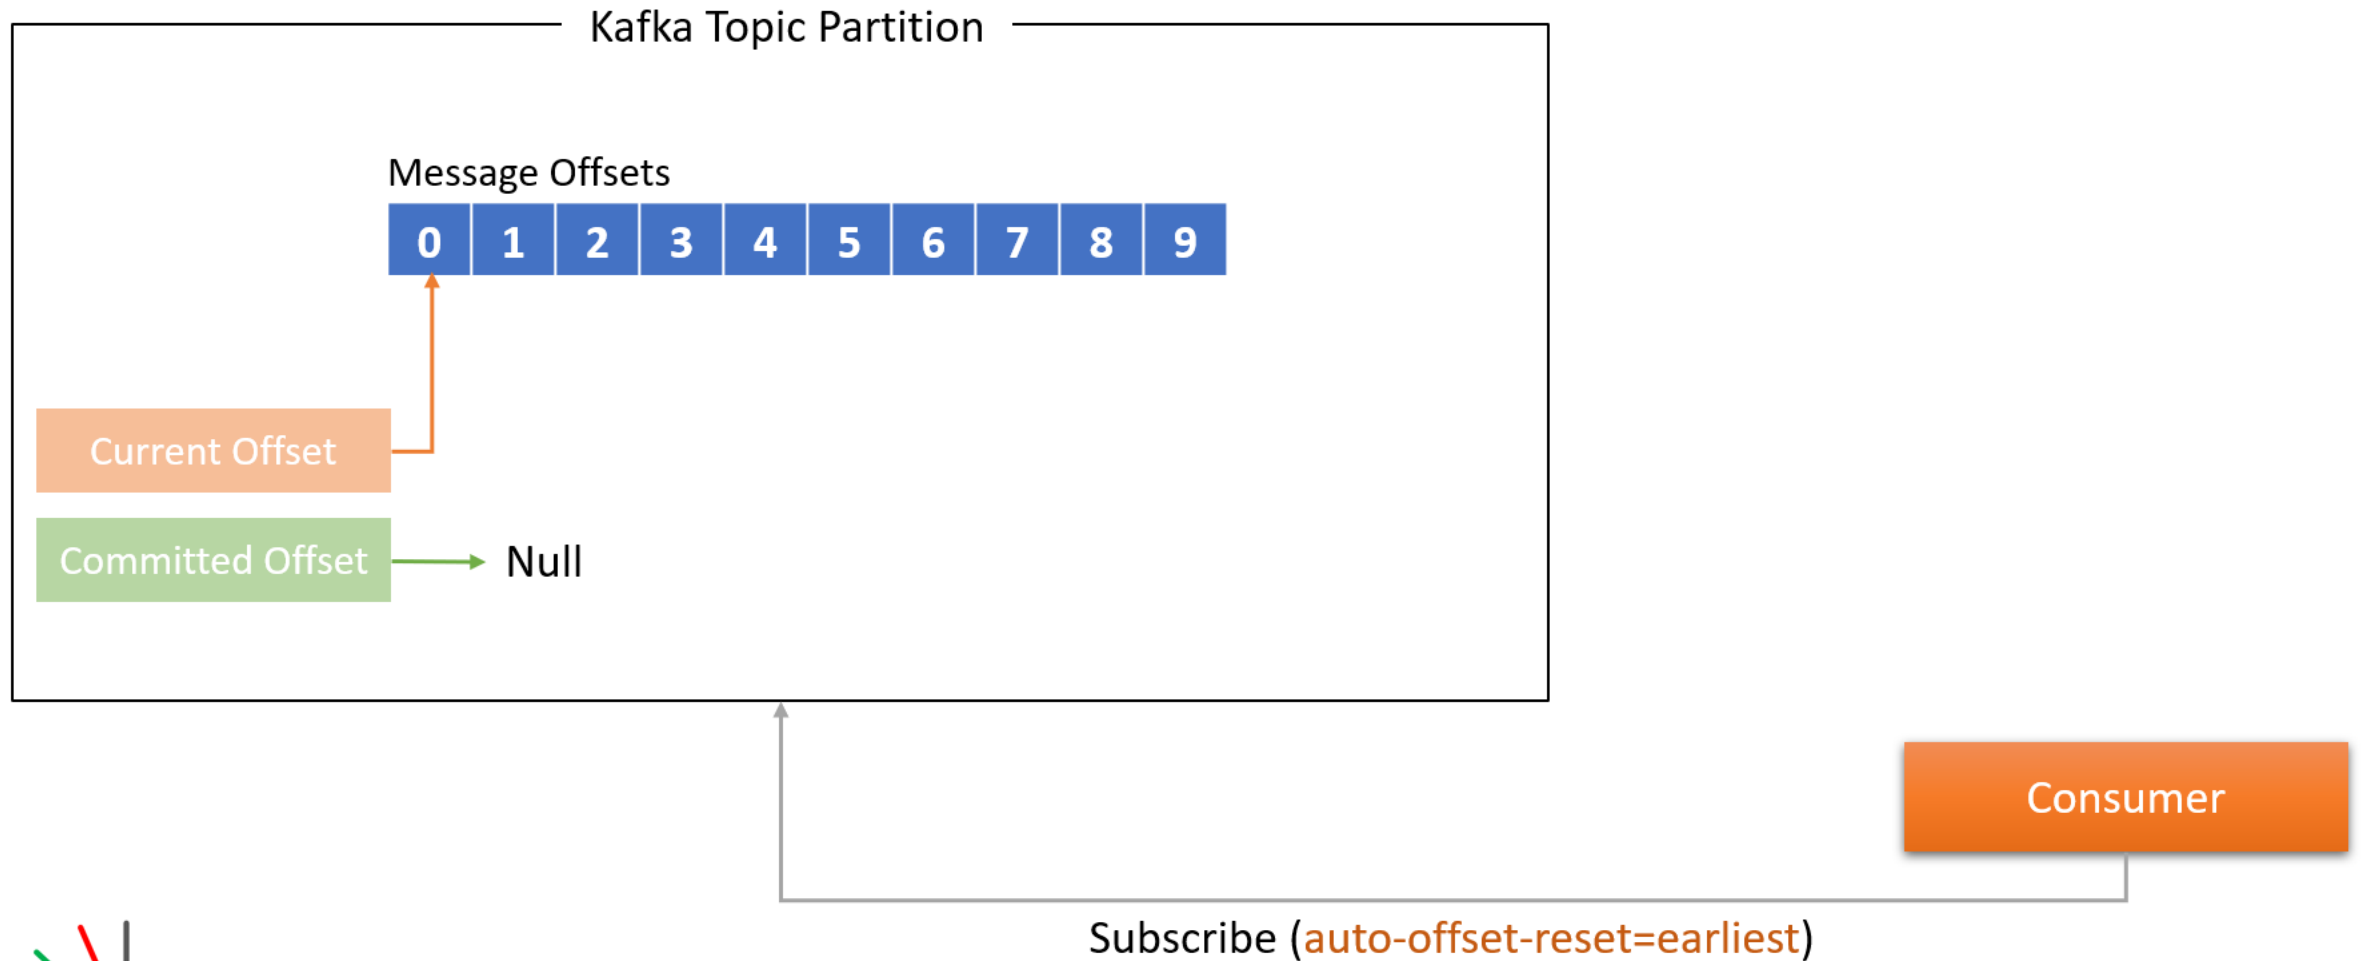 Kafka Topic Partition
Message Offsets
0 1 2 3 4 5 6 7 8 9
Current Offset
Committed Offset
Null
Consumer
Subscribe (auto-offset-reset=earliest)